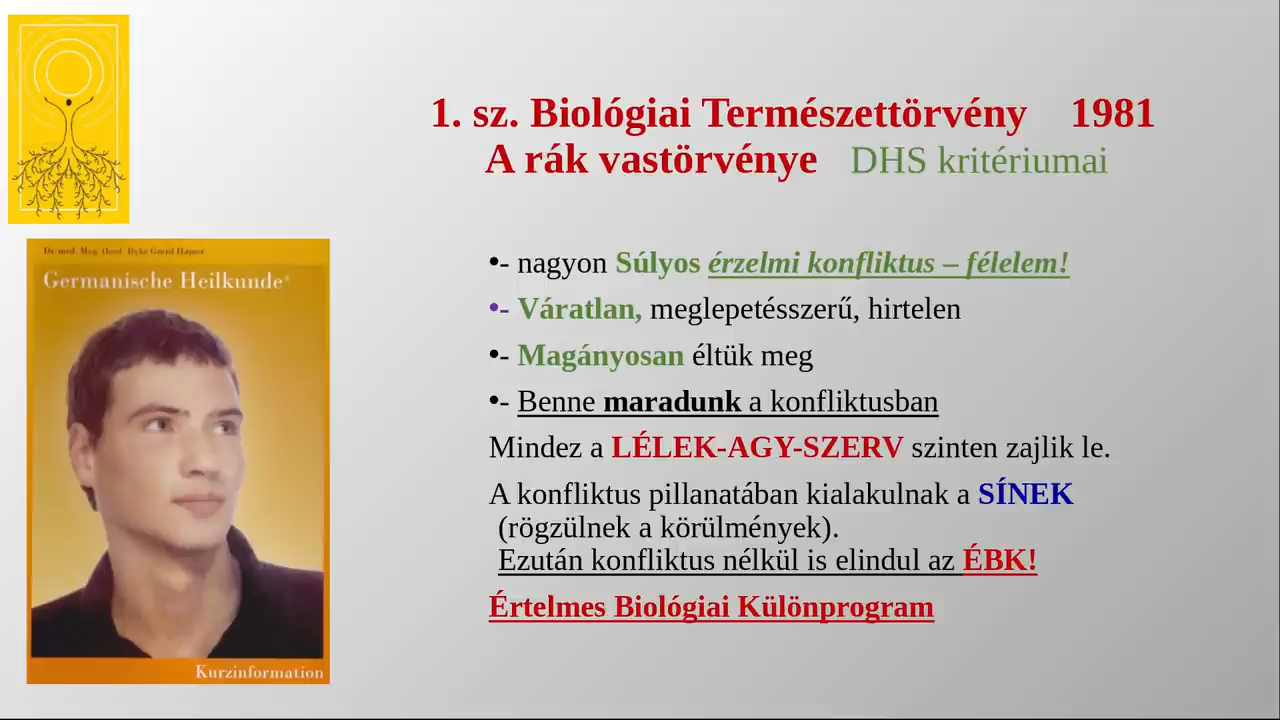 1. sz. Biológiai Természettörvény 1981
A rák vastörvénye DHS kritériumai
Dr. med. Mag. theol. Ryke Geerd Hamer
Germanische Heilkunde®
Kurzinformation
•- nagyon Súlyos érzelmi konfliktus – félelem!
•- Váratlan, meglepetésszerű, hirtelen
•- Magányosan éltük meg
•- Benne maradunk a konfliktusban
Mindez a LÉLEK-AGY-SZERV szinten zajlik le.
A konfliktus pillanatában kialakulnak a SÍNEK
(rögzülnek a körülmények).
Ezután konfliktus nélkül is elindul az ÉBK!
Értelmes Biológiai Különprogram